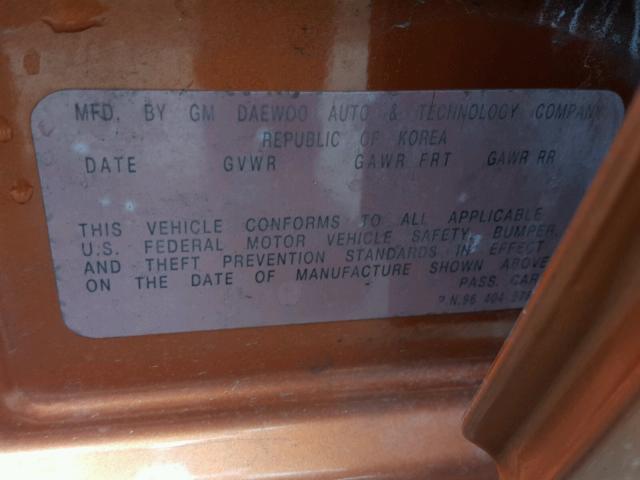 MFD. BY GM DAEWOO AUTO & TECHNOLOGY COMPANY
REPUBLIC OF KOREA
DATE GVWR GAWR FRT GAWR RR
THIS VEHICLE CONFORMS TO ALL APPLICABLE
U.S. FEDERAL MOTOR VEHICLE SAFETY, BUMPER,
AND THEFT PREVENTION STANDARDS IN EFFECT
ON THE DATE OF MANUFACTURE SHOWN ABOVE
PASS. CAR
P.N.96 404